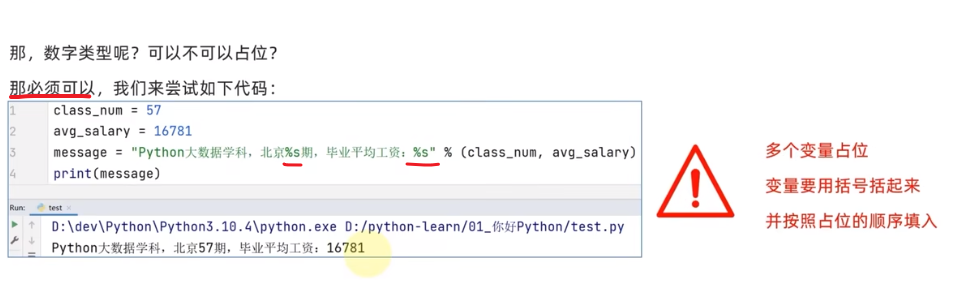 那，数字类型呢？可以不可以占位？
那必须可以，我们来尝试如下代码：
1 class_num = 57
2 avg_salary = 16781
3 message = "Python大数据学科，北京%s期，毕业平均工资：%s" % (class_num, avg_salary)
4 print(message)
多个变量占位
变量要用括号括起来
并按照占位的顺序填入
Run: test ×
D:\dev\Python\Python3.10.4\python.exe D:/python-learn/01_你好Python/test.py
Python大数据学科，北京57期，毕业平均工资：16781